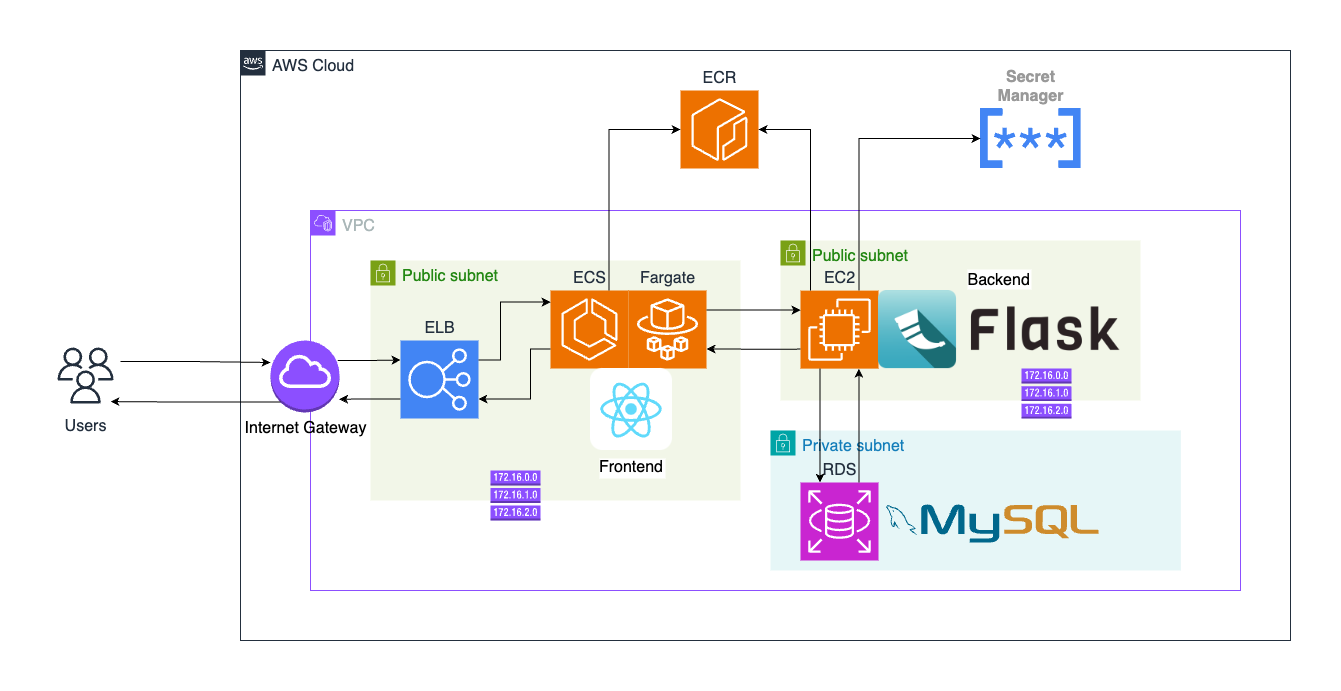 aws
AWS Cloud
ECR
Secret
Manager
[***]
VPC
Public subnet
Public subnet
ECS
Fargate
EC2
Backend
Flask
ELB
172.16.0.0
172.16.1.0
172.16.2.0
Users
Internet Gateway
Frontend
Private subnet
RDS
172.16.0.0
172.16.1.0
172.16.2.0
MySQL